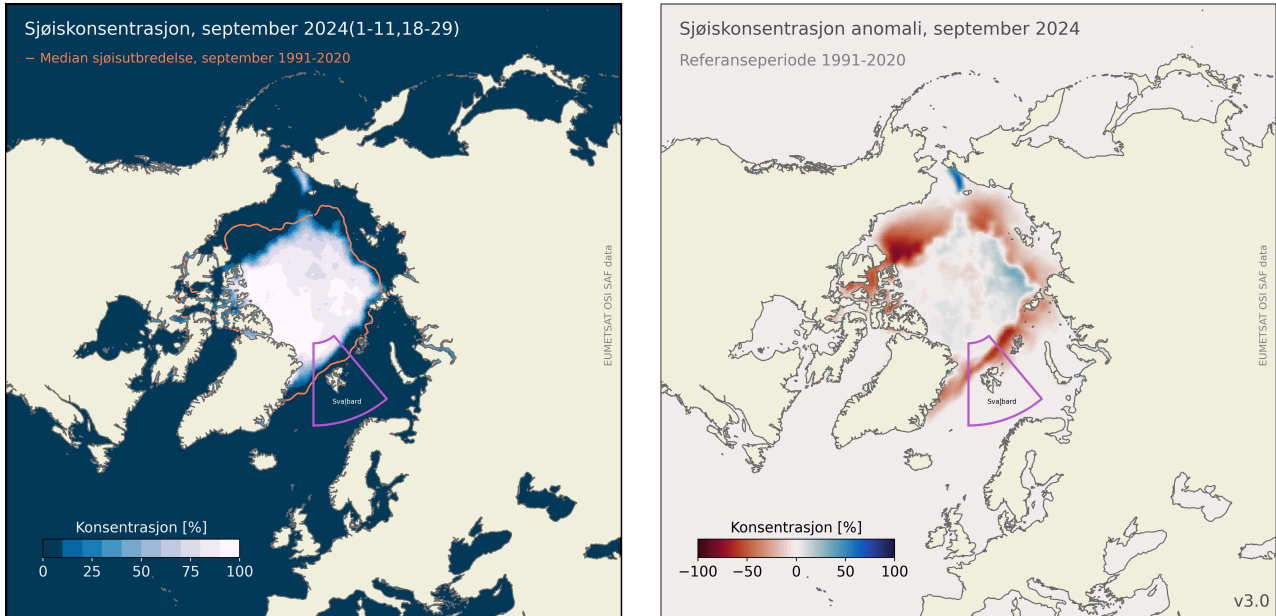 Sjøiskonsentrasjon, september 2024(1-11,18-29)
Median sjøisutbredelse, september 1991-2020
EUMETSAT OSI SAF data
Svalbard
Konsentrasjon [%]
0 25 50 75 100
Sjøiskonsentrasjon anomali, september 2024
Referanseperiode 1991-2020
EUMETSAT OSI SAF data
Svalbard
Konsentrasjon [%]
−100 −50 0 50 100
v3.0